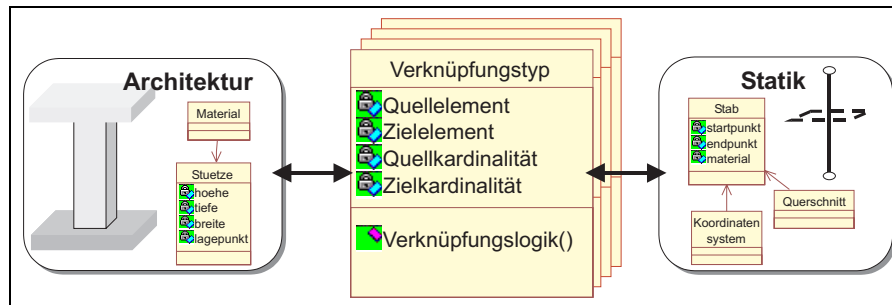 Architektur
Material
Stuetze
hoehe
tiefe
breite
lagepunkt
Verknüpfungstyp
Quellelement
Zielelement
Quellkardinalität
Zielkardinalität
Verknüpfungslogik()
Statik
Stab
startpunkt
endpunkt
material
Koordinaten
system
Querschnitt